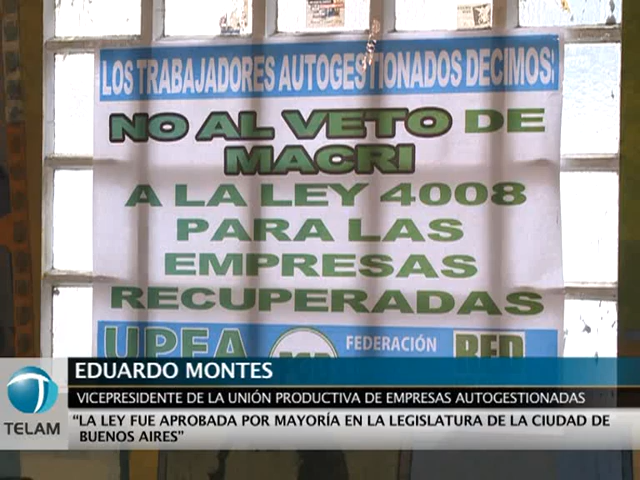 LOS TRABAJADORES AUTOGESTIONADOS DECIMOS:
NO AL VETO DE
MACRI
A LA LEY 4008
PARA LAS
EMPRESAS
RECUPERADAS
UPEA
FEDERACIÓN
RED
EDUARDO MONTES
VICEPRESIDENTE DE LA UNIÓN PRODUCTIVA DE EMPRESAS AUTOGESTIONADAS
TELAM
“LA LEY FUE APROBADA POR MAYORÍA EN LA LEGISLATURA DE LA CIUDAD DE
BUENOS AIRES”